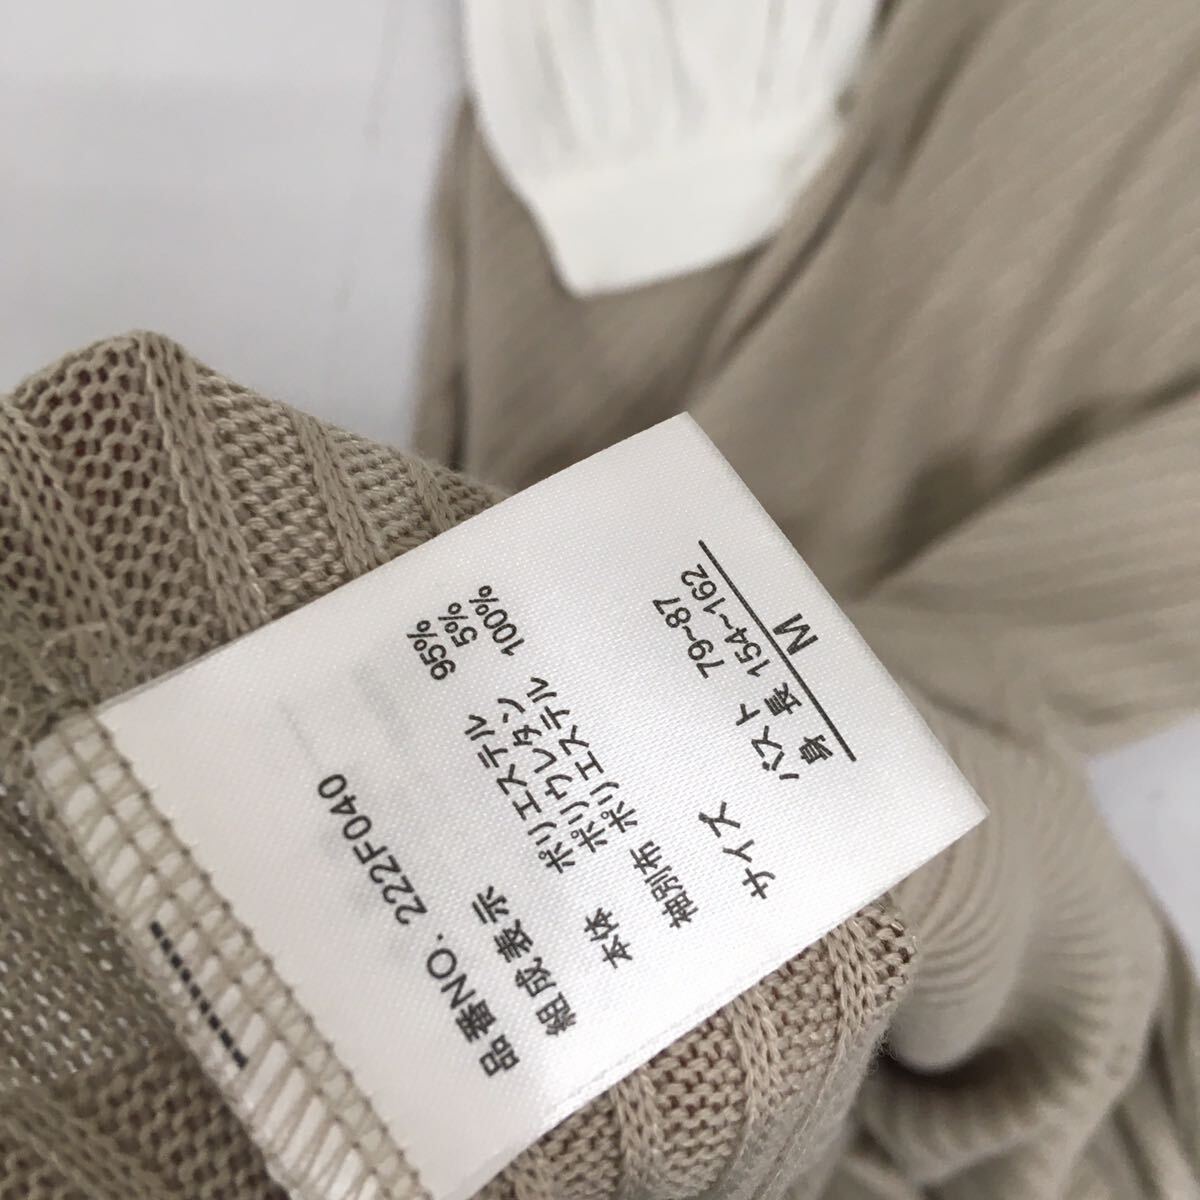 品番NO. 222F040
組成表示
本体 ポリエステル 95%
ポリウレタン 5%
袖別布 ポリエステル 100%
サイズ
バスト 79~87
身 長 154~162
M